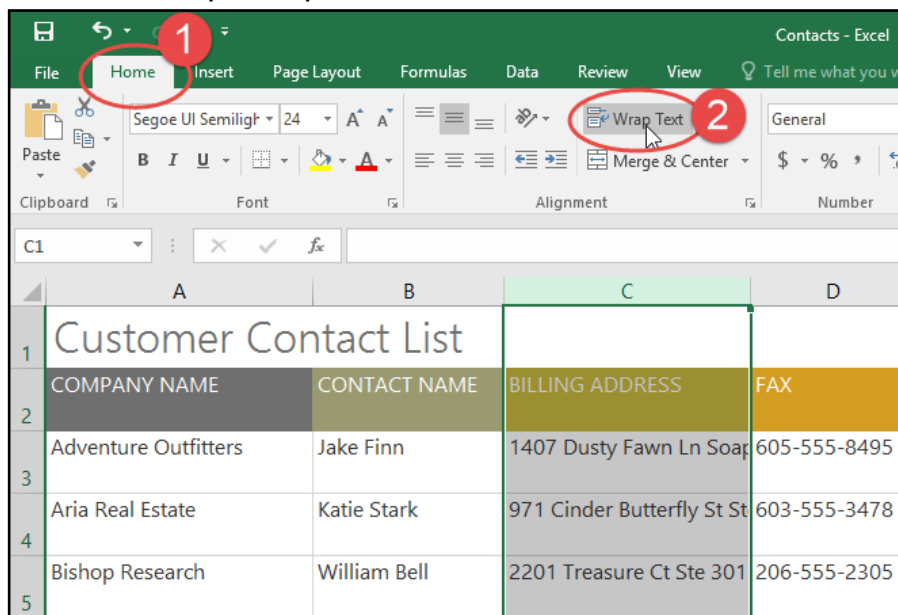 1
Contacts - Excel
File Home Insert Page Layout Formulas Data Review View Tell me what you w
Paste
Segoe UI Semiligh 24 A A
Wrap Text 2
General
B I U A
Merge & Center
$ % ,
Clipboard Font Alignment Number
C1 fx
A B C D
1 Customer Contact List
2 COMPANY NAME CONTACT NAME BILLING ADDRESS FAX
3 Adventure Outfitters Jake Finn 1407 Dusty Fawn Ln Soap 605-555-8495
4 Aria Real Estate Katie Stark 971 Cinder Butterfly St St 603-555-3478
5 Bishop Research William Bell 2201 Treasure Ct Ste 301 206-555-2305